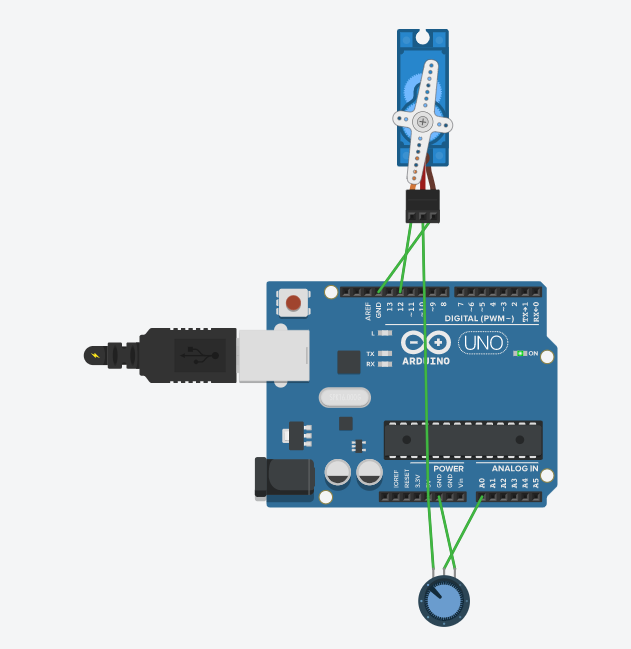 AREF
GND
13
12
~11
~9
8
7
~6
~5
4
~3
2
TX→1
RX←0
DIGITAL (PWM~)
L
TX
RX
ARDUINO
UNO
ON
POWER
ANALOG IN
IOREF
RESET
3.3V
GND
GND
Vin
A0
A1
A2
A3
A4
A5